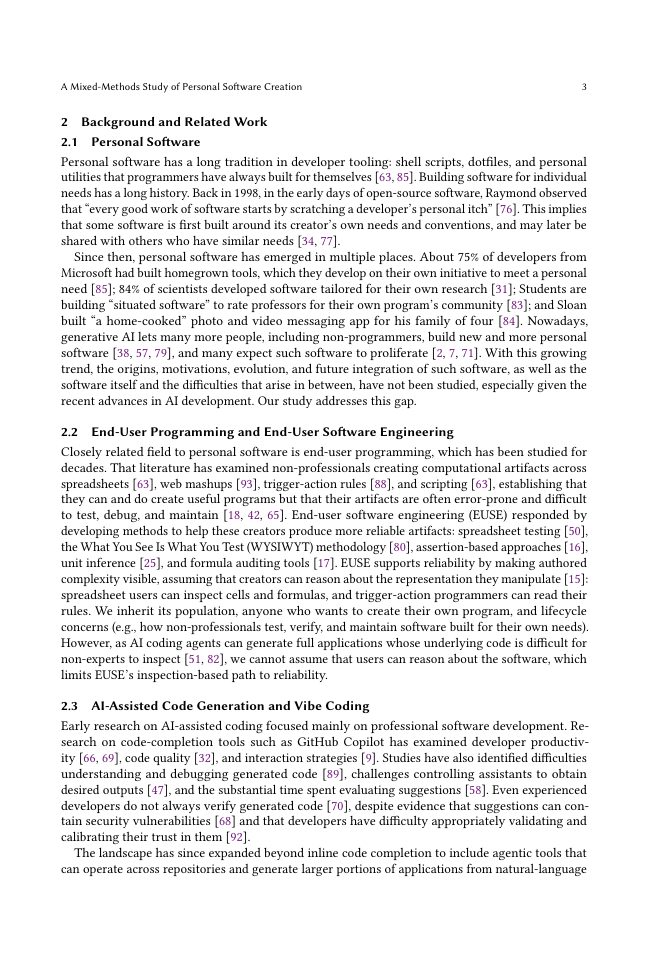 A Mixed-Methods Study of Personal Software Creation 3
2 Background and Related Work
2.1 Personal Software
Personal software has a long tradition in developer tooling: shell scripts, dotfiles, and personal
utilities that programmers have always built for themselves [63, 85]. Building software for individual
needs has a long history. Back in 1998, in the early days of open-source software, Raymond observed
that “every good work of software starts by scratching a developer’s personal itch” [76]. This implies
that some software is first built around its creator’s own needs and conventions, and may later be
shared with others who have similar needs [34, 77].
Since then, personal software has emerged in multiple places. About 75% of developers from
Microsoft had built homegrown tools, which they develop on their own initiative to meet a personal
need [85]; 84% of scientists developed software tailored for their own research [31]; Students are
building “situated software” to rate professors for their own program’s community [83]; and Sloan
built “a home-cooked” photo and video messaging app for his family of four [84]. Nowadays,
generative AI lets many more people, including non-programmers, build new and more personal
software [38, 57, 79], and many expect such software to proliferate [2, 7, 71]. With this growing
trend, the origins, motivations, evolution, and future integration of such software, as well as the
software itself and the difficulties that arise in between, have not been studied, especially given the
recent advances in AI development. Our study addresses this gap.
2.2 End-User Programming and End-User Software Engineering
Closely related field to personal software is end-user programming, which has been studied for
decades. That literature has examined non-professionals creating computational artifacts across
spreadsheets [63], web mashups [93], trigger-action rules [88], and scripting [63], establishing that
they can and do create useful programs but that their artifacts are often error-prone and difficult
to test, debug, and maintain [18, 42, 65]. End-user software engineering (EUSE) responded by
developing methods to help these creators produce more reliable artifacts: spreadsheet testing [50],
the What You See Is What You Test (WYSIWYT) methodology [80], assertion-based approaches [16],
unit inference [25], and formula auditing tools [17]. EUSE supports reliability by making authored
complexity visible, assuming that creators can reason about the representation they manipulate [15]:
spreadsheet users can inspect cells and formulas, and trigger-action programmers can read their
rules. We inherit its population, anyone who wants to create their own program, and lifecycle
concerns (e.g., how non-professionals test, verify, and maintain software built for their own needs).
However, as AI coding agents can generate full applications whose underlying code is difficult for
non-experts to inspect [51, 82], we cannot assume that users can reason about the software, which
limits EUSE’s inspection-based path to reliability.
2.3 AI-Assisted Code Generation and Vibe Coding
Early research on AI-assisted coding focused mainly on professional software development. Re-
search on code-completion tools such as GitHub Copilot has examined developer productiv-
ity [66, 69], code quality [32], and interaction strategies [9]. Studies have also identified difficulties
understanding and debugging generated code [89], challenges controlling assistants to obtain
desired outputs [47], and the substantial time spent evaluating suggestions [58]. Even experienced
developers do not always verify generated code [70], despite evidence that suggestions can con-
tain security vulnerabilities [68] and that developers have difficulty appropriately validating and
calibrating their trust in them [92].
The landscape has since expanded beyond inline code completion to include agentic tools that
can operate across repositories and generate larger portions of applications from natural-language